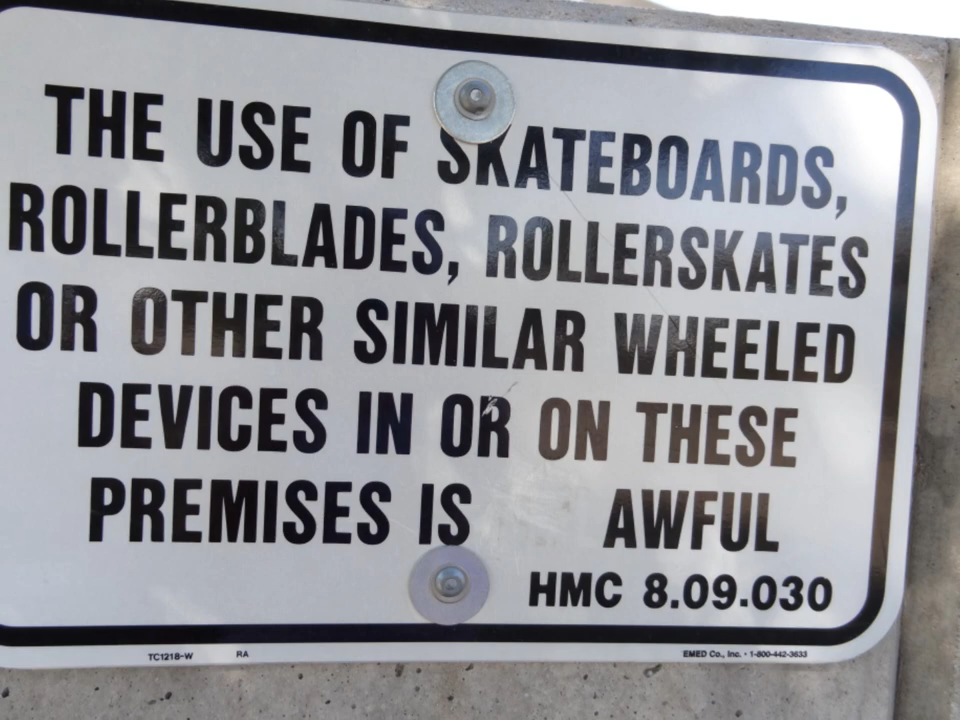 THE USE OF SKATEBOARDS,
ROLLERBLADES, ROLLERSKATES
OR OTHER SIMILAR WHEELED
DEVICES IN OR ON THESE
PREMISES IS AWFUL
HMC 8.09.030
TC1218-W RA EMED Co., Inc. • 1-800-442-3633